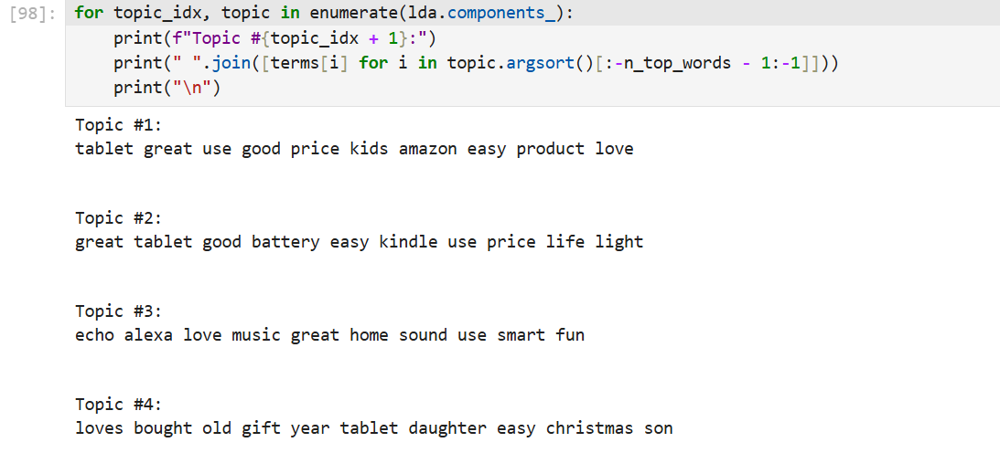 [98]: for topic_idx, topic in enumerate(lda.components_):
    print(f"Topic #{topic_idx + 1}:")
    print(" ".join([terms[i] for i in topic.argsort()[:-n_top_words - 1:-1]]))
    print("\n")
Topic #1:
tablet great use good price kids amazon easy product love
Topic #2:
great tablet good battery easy kindle use price life light
Topic #3:
echo alexa love music great home sound use smart fun
Topic #4:
loves bought old gift year tablet daughter easy christmas son